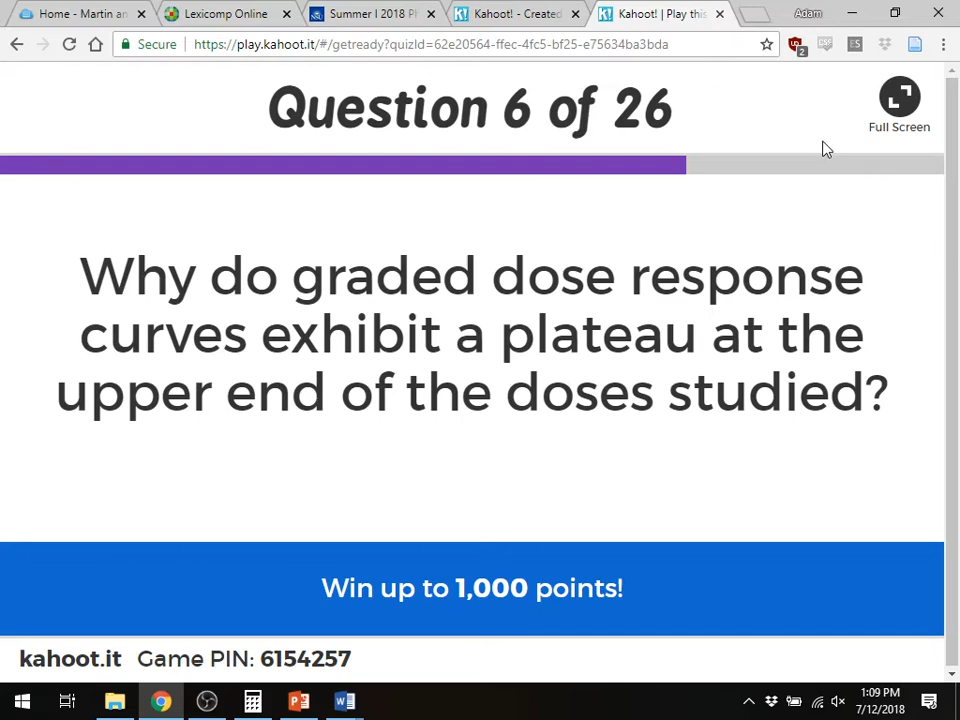 Home - Martin an
Lexicomp Online
Summer I 2018 Ph
Kahoot! - Created
Kahoot! | Play this
Adam
Secure
https://play.kahoot.it/#/getready?quizId=62e20564-ffec-4fc5-bf25-e75634ba3bda
2
ES
Question 6 of 26
Full Screen
Why do graded dose response
curves exhibit a plateau at the
upper end of the doses studied?
Win up to 1,000 points!
kahoot.it Game PIN: 6154257
1:09 PM
7/12/2018